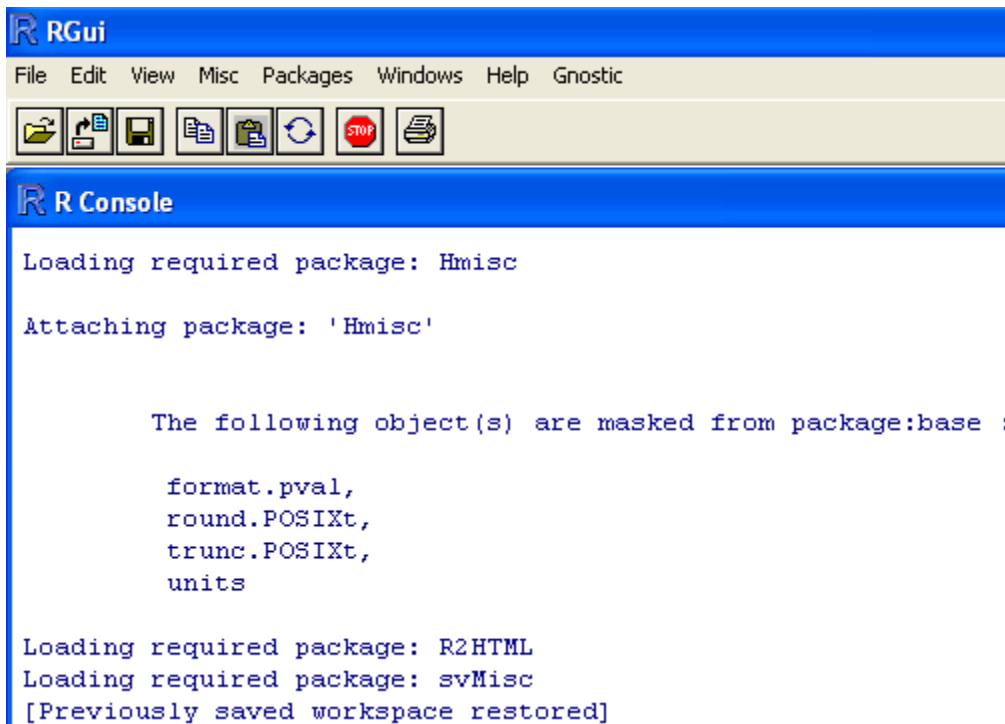 RGui
File Edit View Misc Packages Windows Help Gnostic
STOP
R Console
Loading required package: Hmisc
Attaching package: 'Hmisc'
The following object(s) are masked from package:base :
format.pval,
round.POSIXt,
trunc.POSIXt,
units
Loading required package: R2HTML
Loading required package: svMisc
[Previously saved workspace restored]